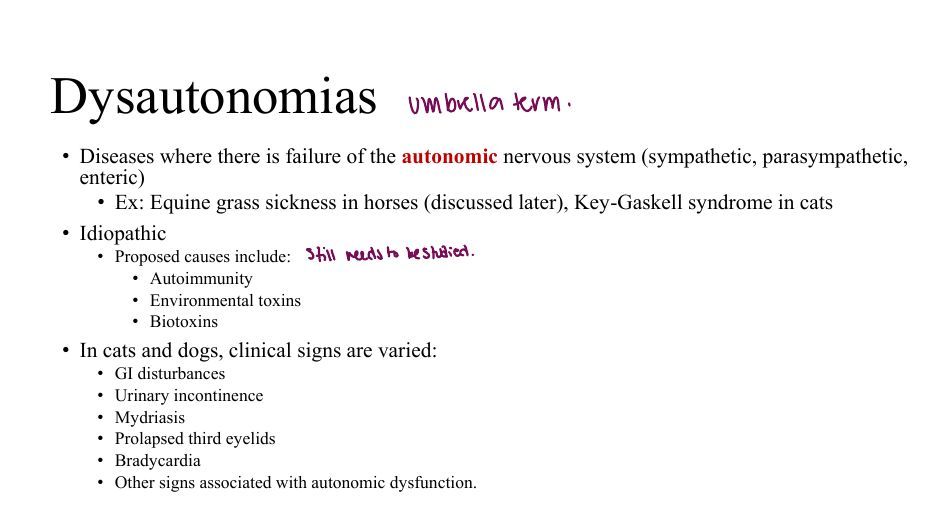 Dysautonomias umbrella term.
• Diseases where there is failure of the autonomic nervous system (sympathetic, parasympathetic,
enteric)
• Ex: Equine grass sickness in horses (discussed later), Key-Gaskell syndrome in cats
• Idiopathic
• Proposed causes include: Still needs to be studied.
• Autoimmunity
• Environmental toxins
• Biotoxins
• In cats and dogs, clinical signs are varied:
• GI disturbances
• Urinary incontinence
• Mydriasis
• Prolapsed third eyelids
• Bradycardia
• Other signs associated with autonomic dysfunction.